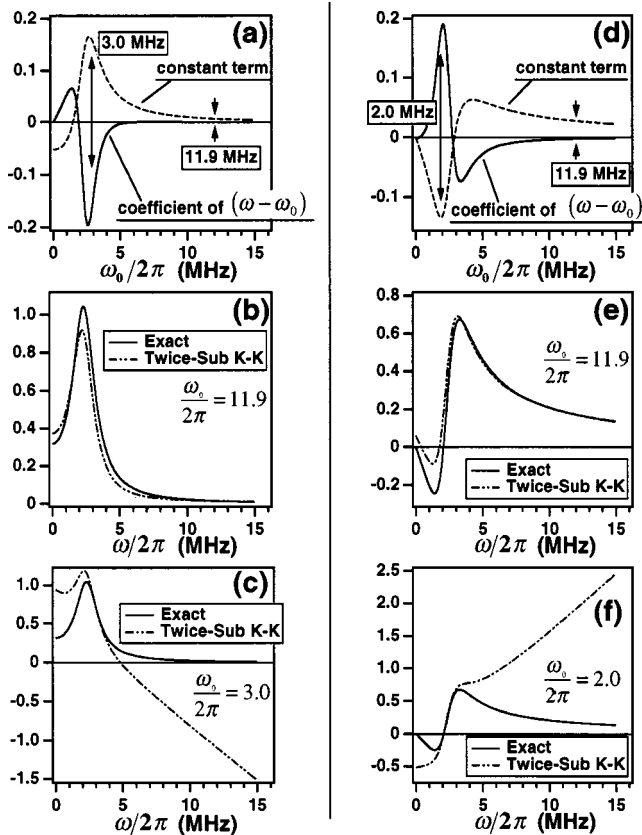 (a)
0.2
0.1
0
-0.1
-0.2
3.0 MHz
constant term
11.9 MHz
coefficient of (ω − ω₀)
0 5 10 15
ω₀/2π (MHz)
(b)
1.0
0.8
0.6
0.4
0.2
0
Exact
Twice-Sub K-K
ω₀/2π = 11.9
0 5 10 15
ω/2π (MHz)
(c)
1.0
0.5
0
-0.5
-1.0
-1.5
Exact
Twice-Sub K-K
ω₀/2π = 3.0
0 5 10 15
ω/2π (MHz)
(d)
0.2
0.1
0
-0.1
constant term
2.0 MHz
11.9 MHz
coefficient of (ω − ω₀)
0 5 10 15
ω₀/2π (MHz)
(e)
0.8
0.6
0.4
0.2
0
-0.2
ω₀/2π = 11.9
Exact
Twice-Sub K-K
0 5 10 15
ω/2π (MHz)
(f)
2.5
2.0
1.5
1.0
0.5
0
-0.5
ω₀/2π = 2.0
Exact
Twice-Sub K-K
0 5 10 15
ω/2π (MHz)